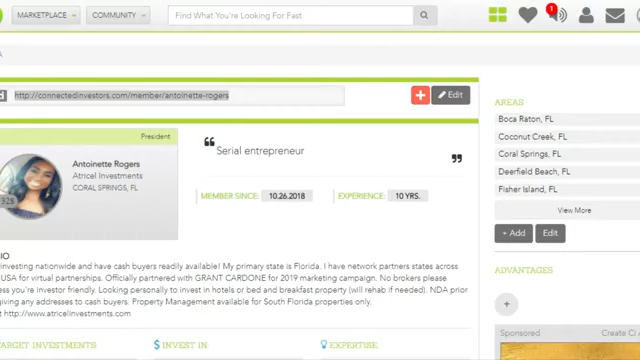 MARKETPLACE
COMMUNITY
Find What You're Looking For Fast
1
http://connectedinvestors.com/member/antoinette-rogers
Edit
AREAS
Boca Raton, FL
Coconut Creek, FL
Coral Springs, FL
Deerfield Beach, FL
Fisher Island, FL
View More
+ Add
Edit
ADVANTAGES
+
Sponsored
Create
President
Antoinette Rogers
Atricel Investments
CORAL SPRINGS, FL
328
“ Serial entrepreneur ”
MEMBER SINCE: 10.26.2018
EXPERIENCE: 10 YRS.
IO
investing nationwide and have cash buyers readily available! My primary state is Florida. I have network partners states across
USA for virtual partnerships. Officially partnered with GRANT CARDONE for 2019 marketing campaign. No brokers please
ess you're investor friendly. Looking personally to invest in hotels or bed and breakfast property (will rehab if needed). NDA prior
giving any addresses to cash buyers. Property Management available for South Florida properties only.
http://www.atricelinvestments.com
TARGET INVESTMENTS:
$ INVEST IN:
EXPERTISE: